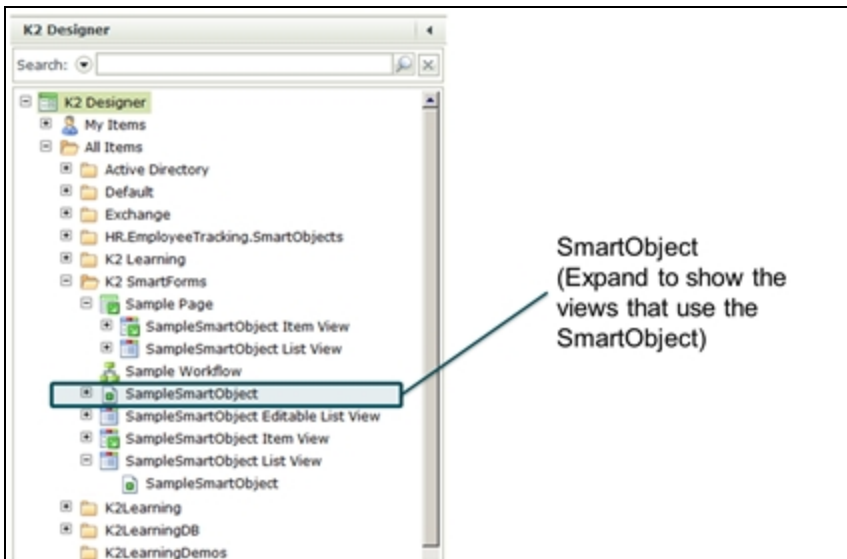 K2 Designer
Search:
K2 Designer
My Items
All Items
Active Directory
Default
Exchange
HR.EmployeeTracking.SmartObjects
K2 Learning
K2 SmartForms
Sample Page
SampleSmartObject Item View
SampleSmartObject List View
Sample Workflow
SampleSmartObject
SampleSmartObject Editable List View
SampleSmartObject Item View
SampleSmartObject List View
SampleSmartObject
K2Learning
K2LearningDB
K2LearningDemos
SmartObject
(Expand to show the
views that use the
SmartObject)